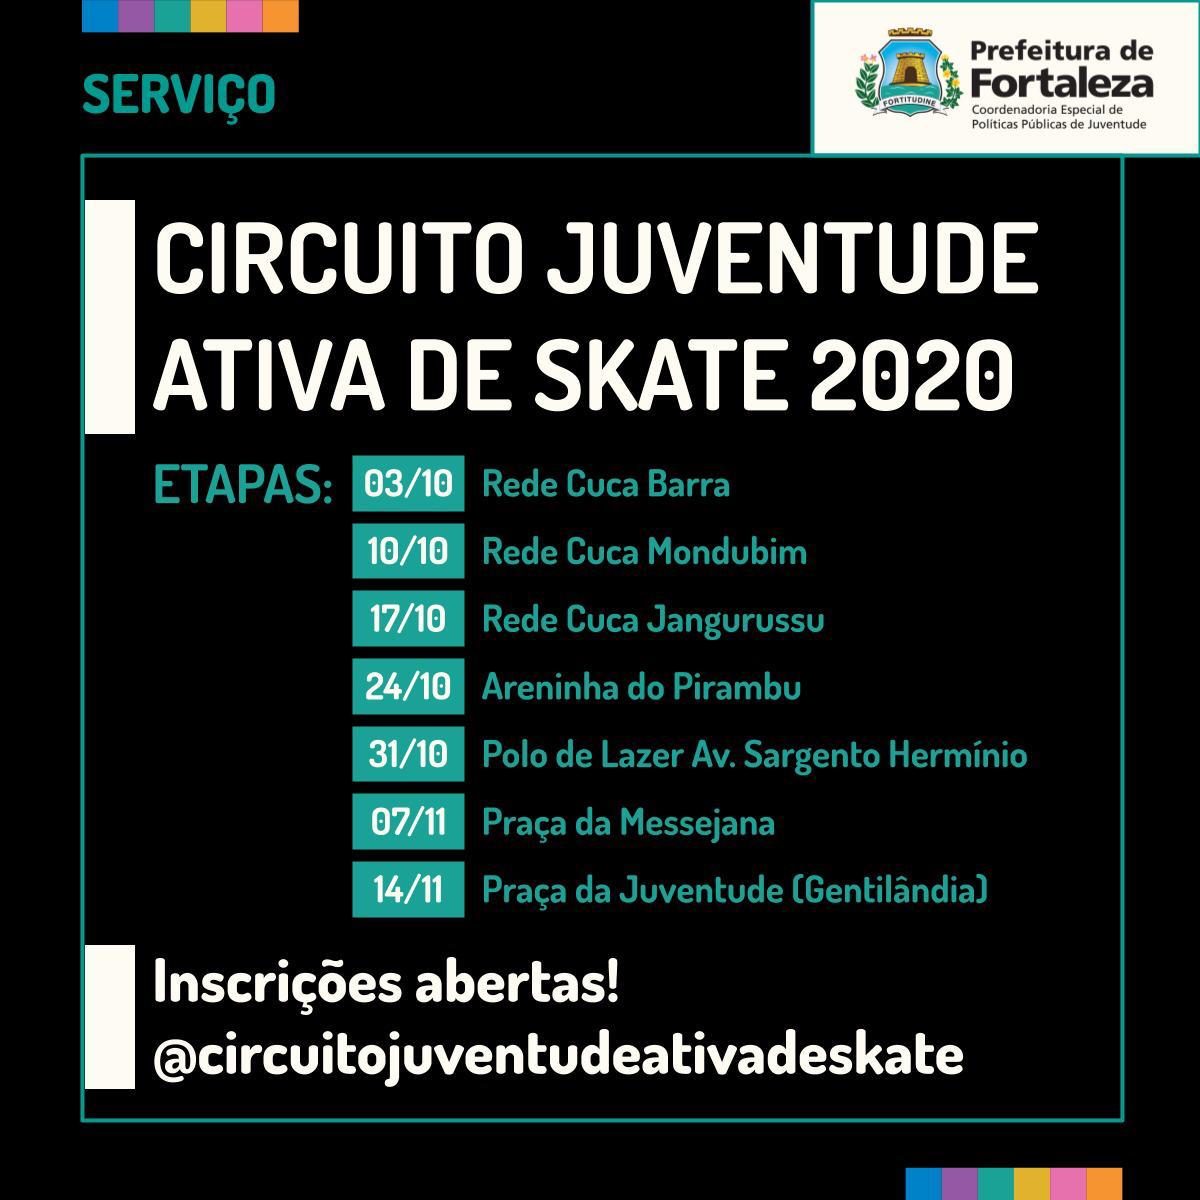 SERVIÇO
Prefeitura de
Fortaleza
Coordenadoria Especial de
Políticas Públicas de Juventude
FORTITUDINE
CIRCUITO JUVENTUDE
ATIVA DE SKATE 2020
ETAPAS: 03/10 Rede Cuca Barra
10/10 Rede Cuca Mondubim
17/10 Rede Cuca Jangurussu
24/10 Areninha do Pirambu
31/10 Polo de Lazer Av. Sargento Hermínio
07/11 Praça da Messejana
14/11 Praça da Juventude (Gentilândia)
Inscrições abertas!
@circuitojuventudeativadeskate